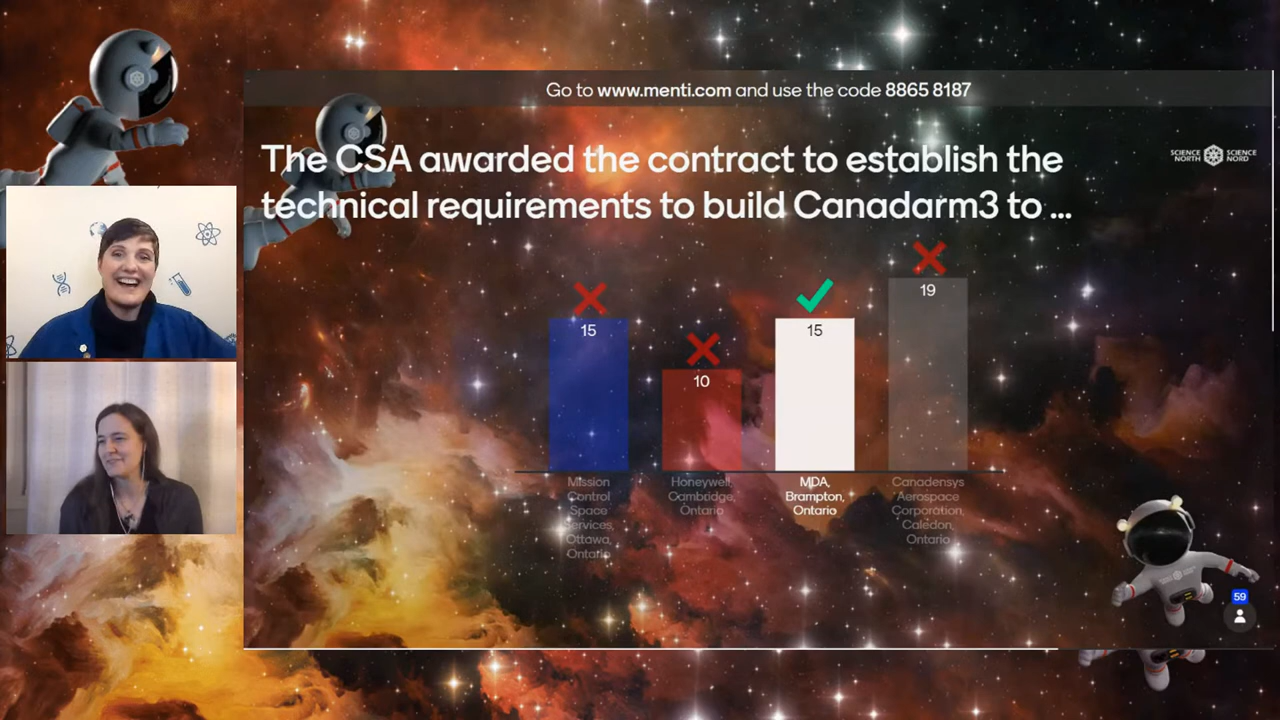 Go to www.menti.com and use the code 8865 8187
The CSA awarded the contract to establish the
technical requirements to build Canadarm3 to ...
SCIENCE NORTH
SCIENCE NORD
15
10
15
19
Mission
Control
Space
Services,
Ottawa,
Ontario
Honeywell,
Cambridge,
Ontario
MDA,
Brampton,
Ontario
Canadensys
Aerospace
Corporation,
Caledon,
Ontario
59